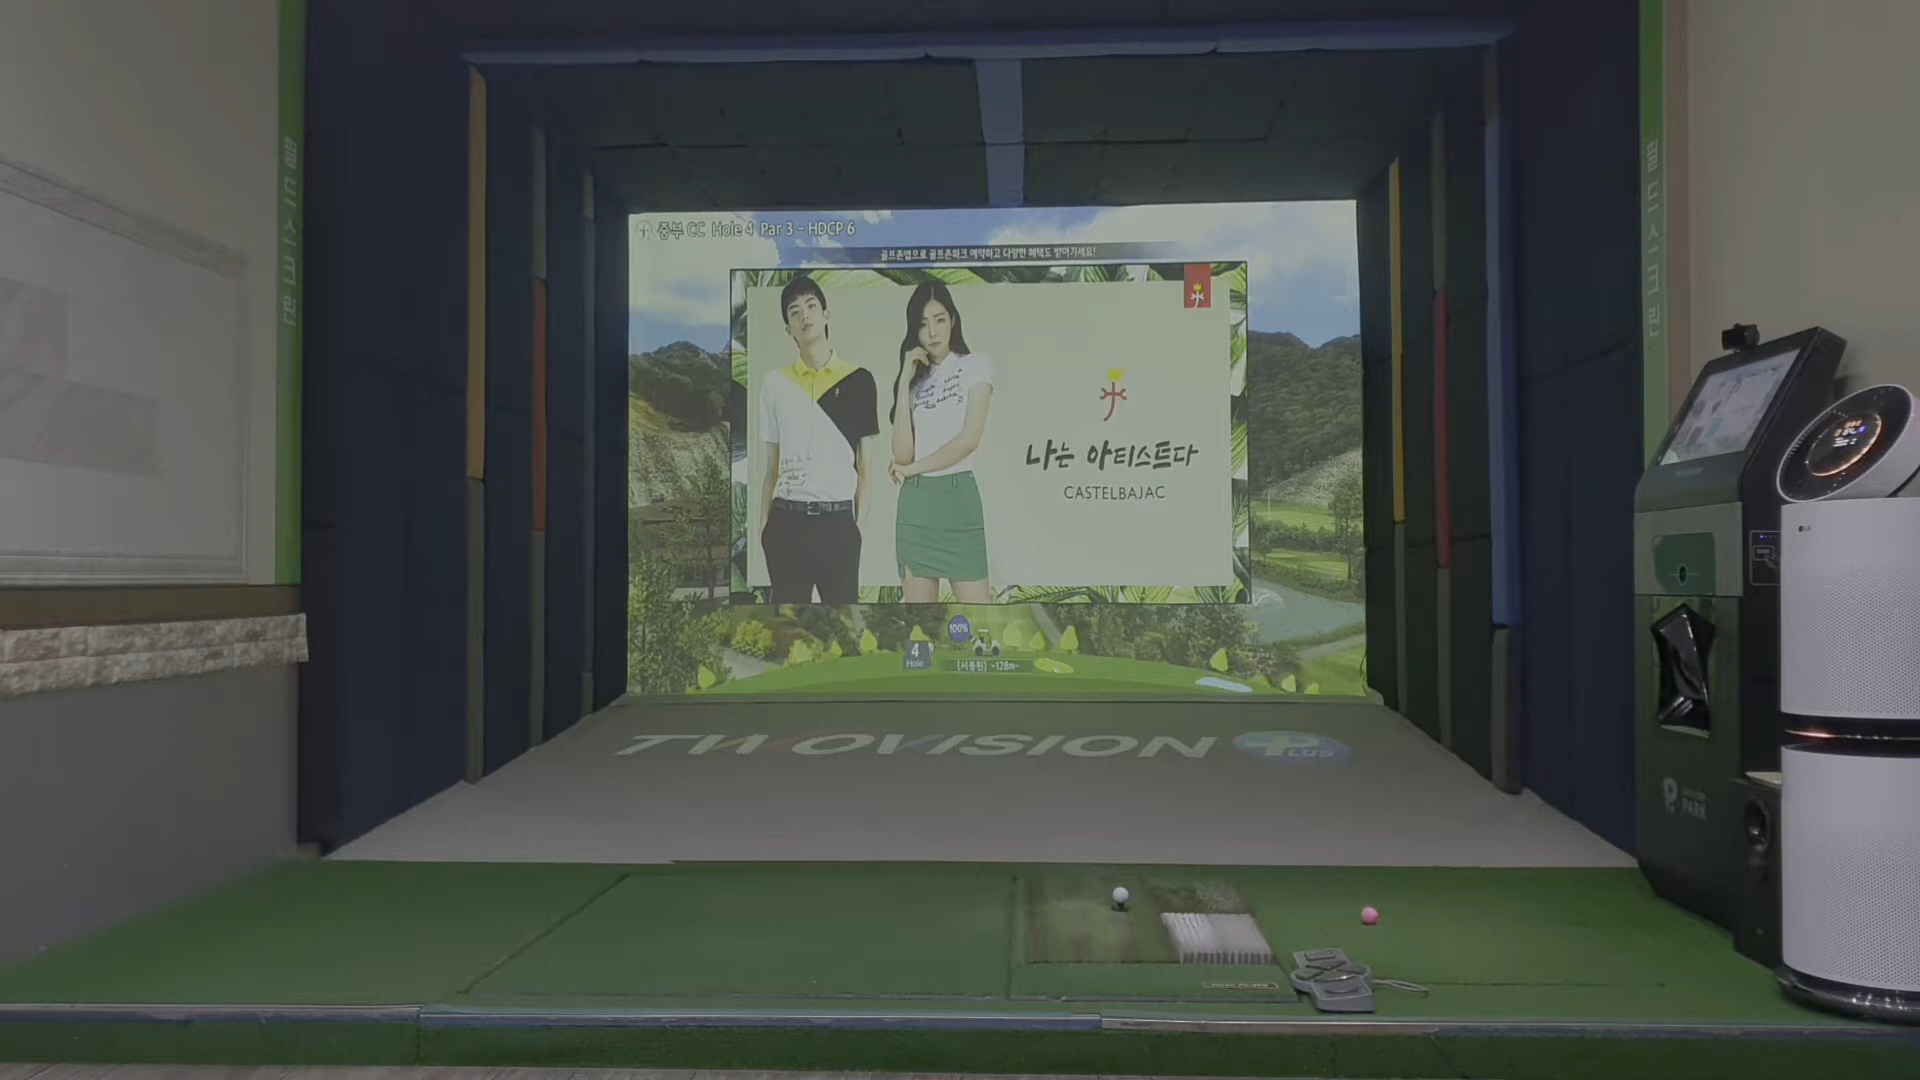 중부 CC Hole 4 Par 3 - HDCP 6
골프존앱으로 골프존파크 예약하고 다양한 혜택도 받아가세요!
나는 아티스트다
CASTELBAJAC
100%
4
Hole
[서중원] -128m-
필드스크린
필드스크린
TWOVISION PLUS
LG
PARK